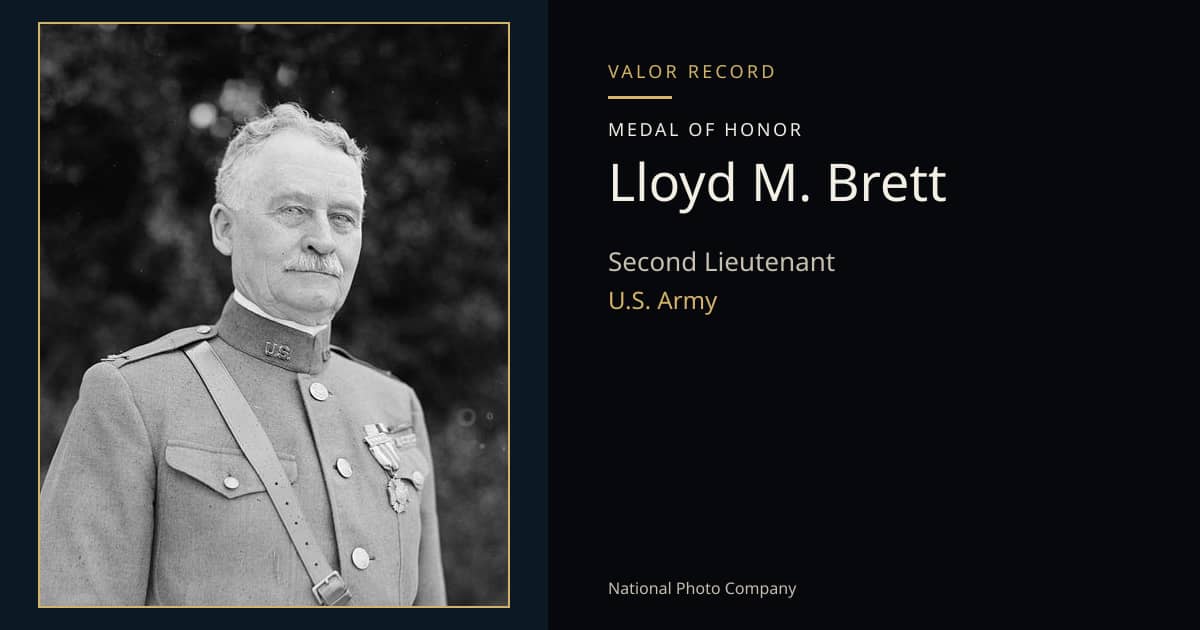 VALOR RECORD
MEDAL OF HONOR
Lloyd M. Brett
Second Lieutenant
U.S. Army
National Photo Company
U.S.